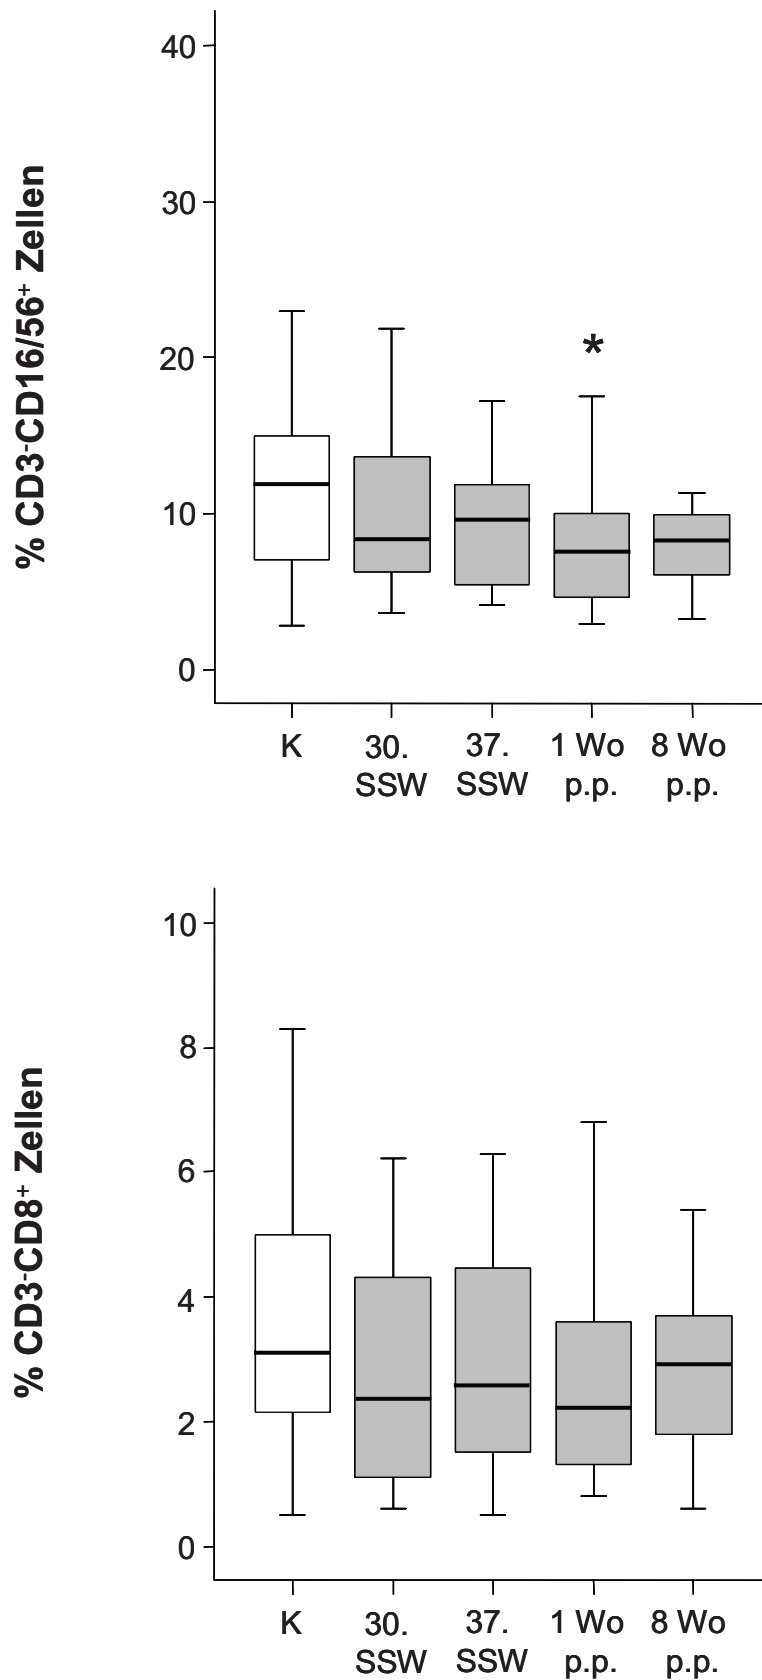 % CD3-CD16/56+ Zellen
40
30
20
10
0
*
K 30. 37. 1 Wo 8 Wo
SSW SSW p.p. p.p.
% CD3-CD8+ Zellen
10
8
6
4
2
0
K 30. 37. 1 Wo 8 Wo
SSW SSW p.p. p.p.